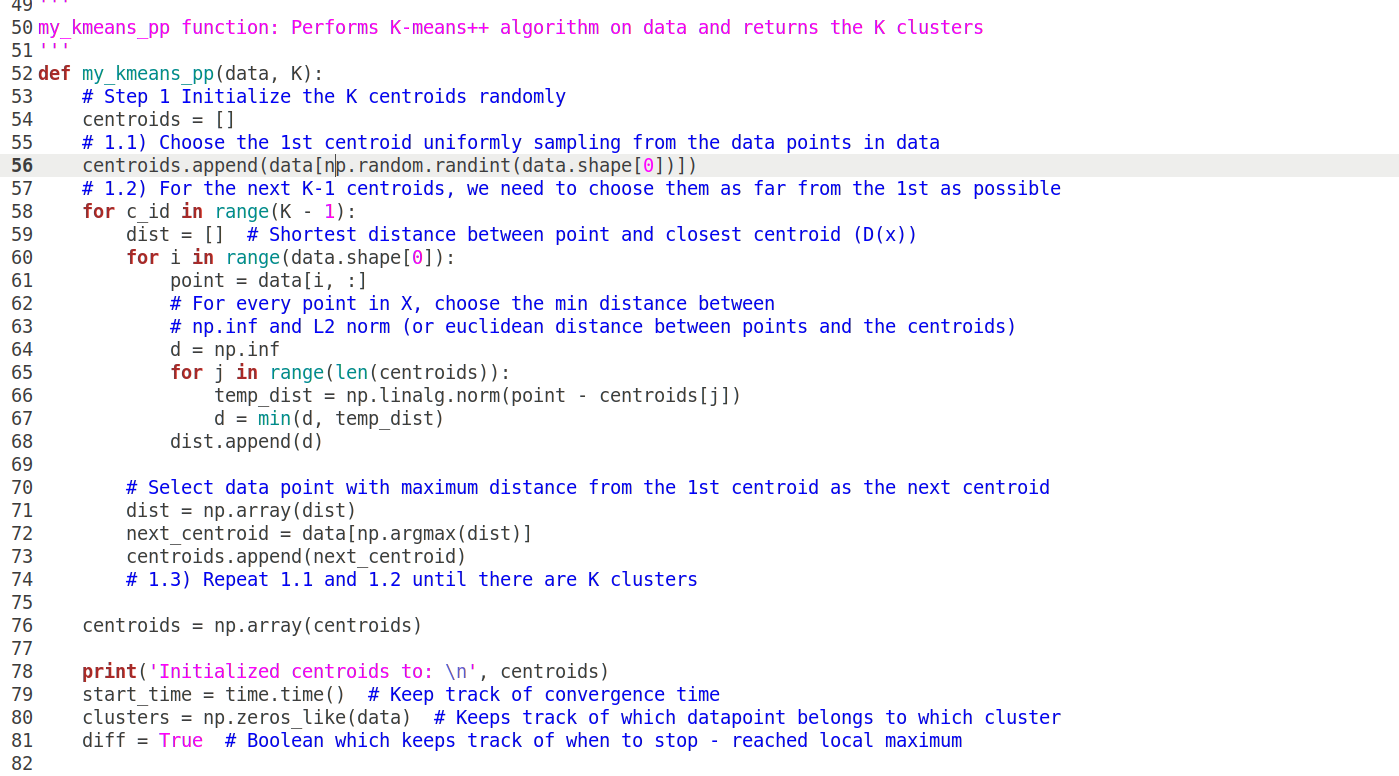 49 '''
50 my_kmeans_pp function: Performs K-means++ algorithm on data and returns the K clusters
51 '''
52 def my_kmeans_pp(data, K):
53     # Step 1 Initialize the K centroids randomly
54     centroids = []
55     # 1.1) Choose the 1st centroid uniformly sampling from the data points in data
56     centroids.append(data[np.random.randint(data.shape[0])])
57     # 1.2) For the next K-1 centroids, we need to choose them as far from the 1st as possible
58     for c_id in range(K - 1):
59         dist = []  # Shortest distance between point and closest centroid (D(x))
60         for i in range(data.shape[0]):
61             point = data[i, :]
62             # For every point in X, choose the min distance between
63             # np.inf and L2 norm (or euclidean distance between points and the centroids)
64             d = np.inf
65             for j in range(len(centroids)):
66                 temp_dist = np.linalg.norm(point - centroids[j])
67                 d = min(d, temp_dist)
68             dist.append(d)
69
70         # Select data point with maximum distance from the 1st centroid as the next centroid
71         dist = np.array(dist)
72         next_centroid = data[np.argmax(dist)]
73         centroids.append(next_centroid)
74         # 1.3) Repeat 1.1 and 1.2 until there are K clusters
75
76     centroids = np.array(centroids)
77
78     print('Initialized centroids to: \n', centroids)
79     start_time = time.time()  # Keep track of convergence time
80     clusters = np.zeros_like(data)  # Keeps track of which datapoint belongs to which cluster
81     diff = True  # Boolean which keeps track of when to stop - reached local maximum
82